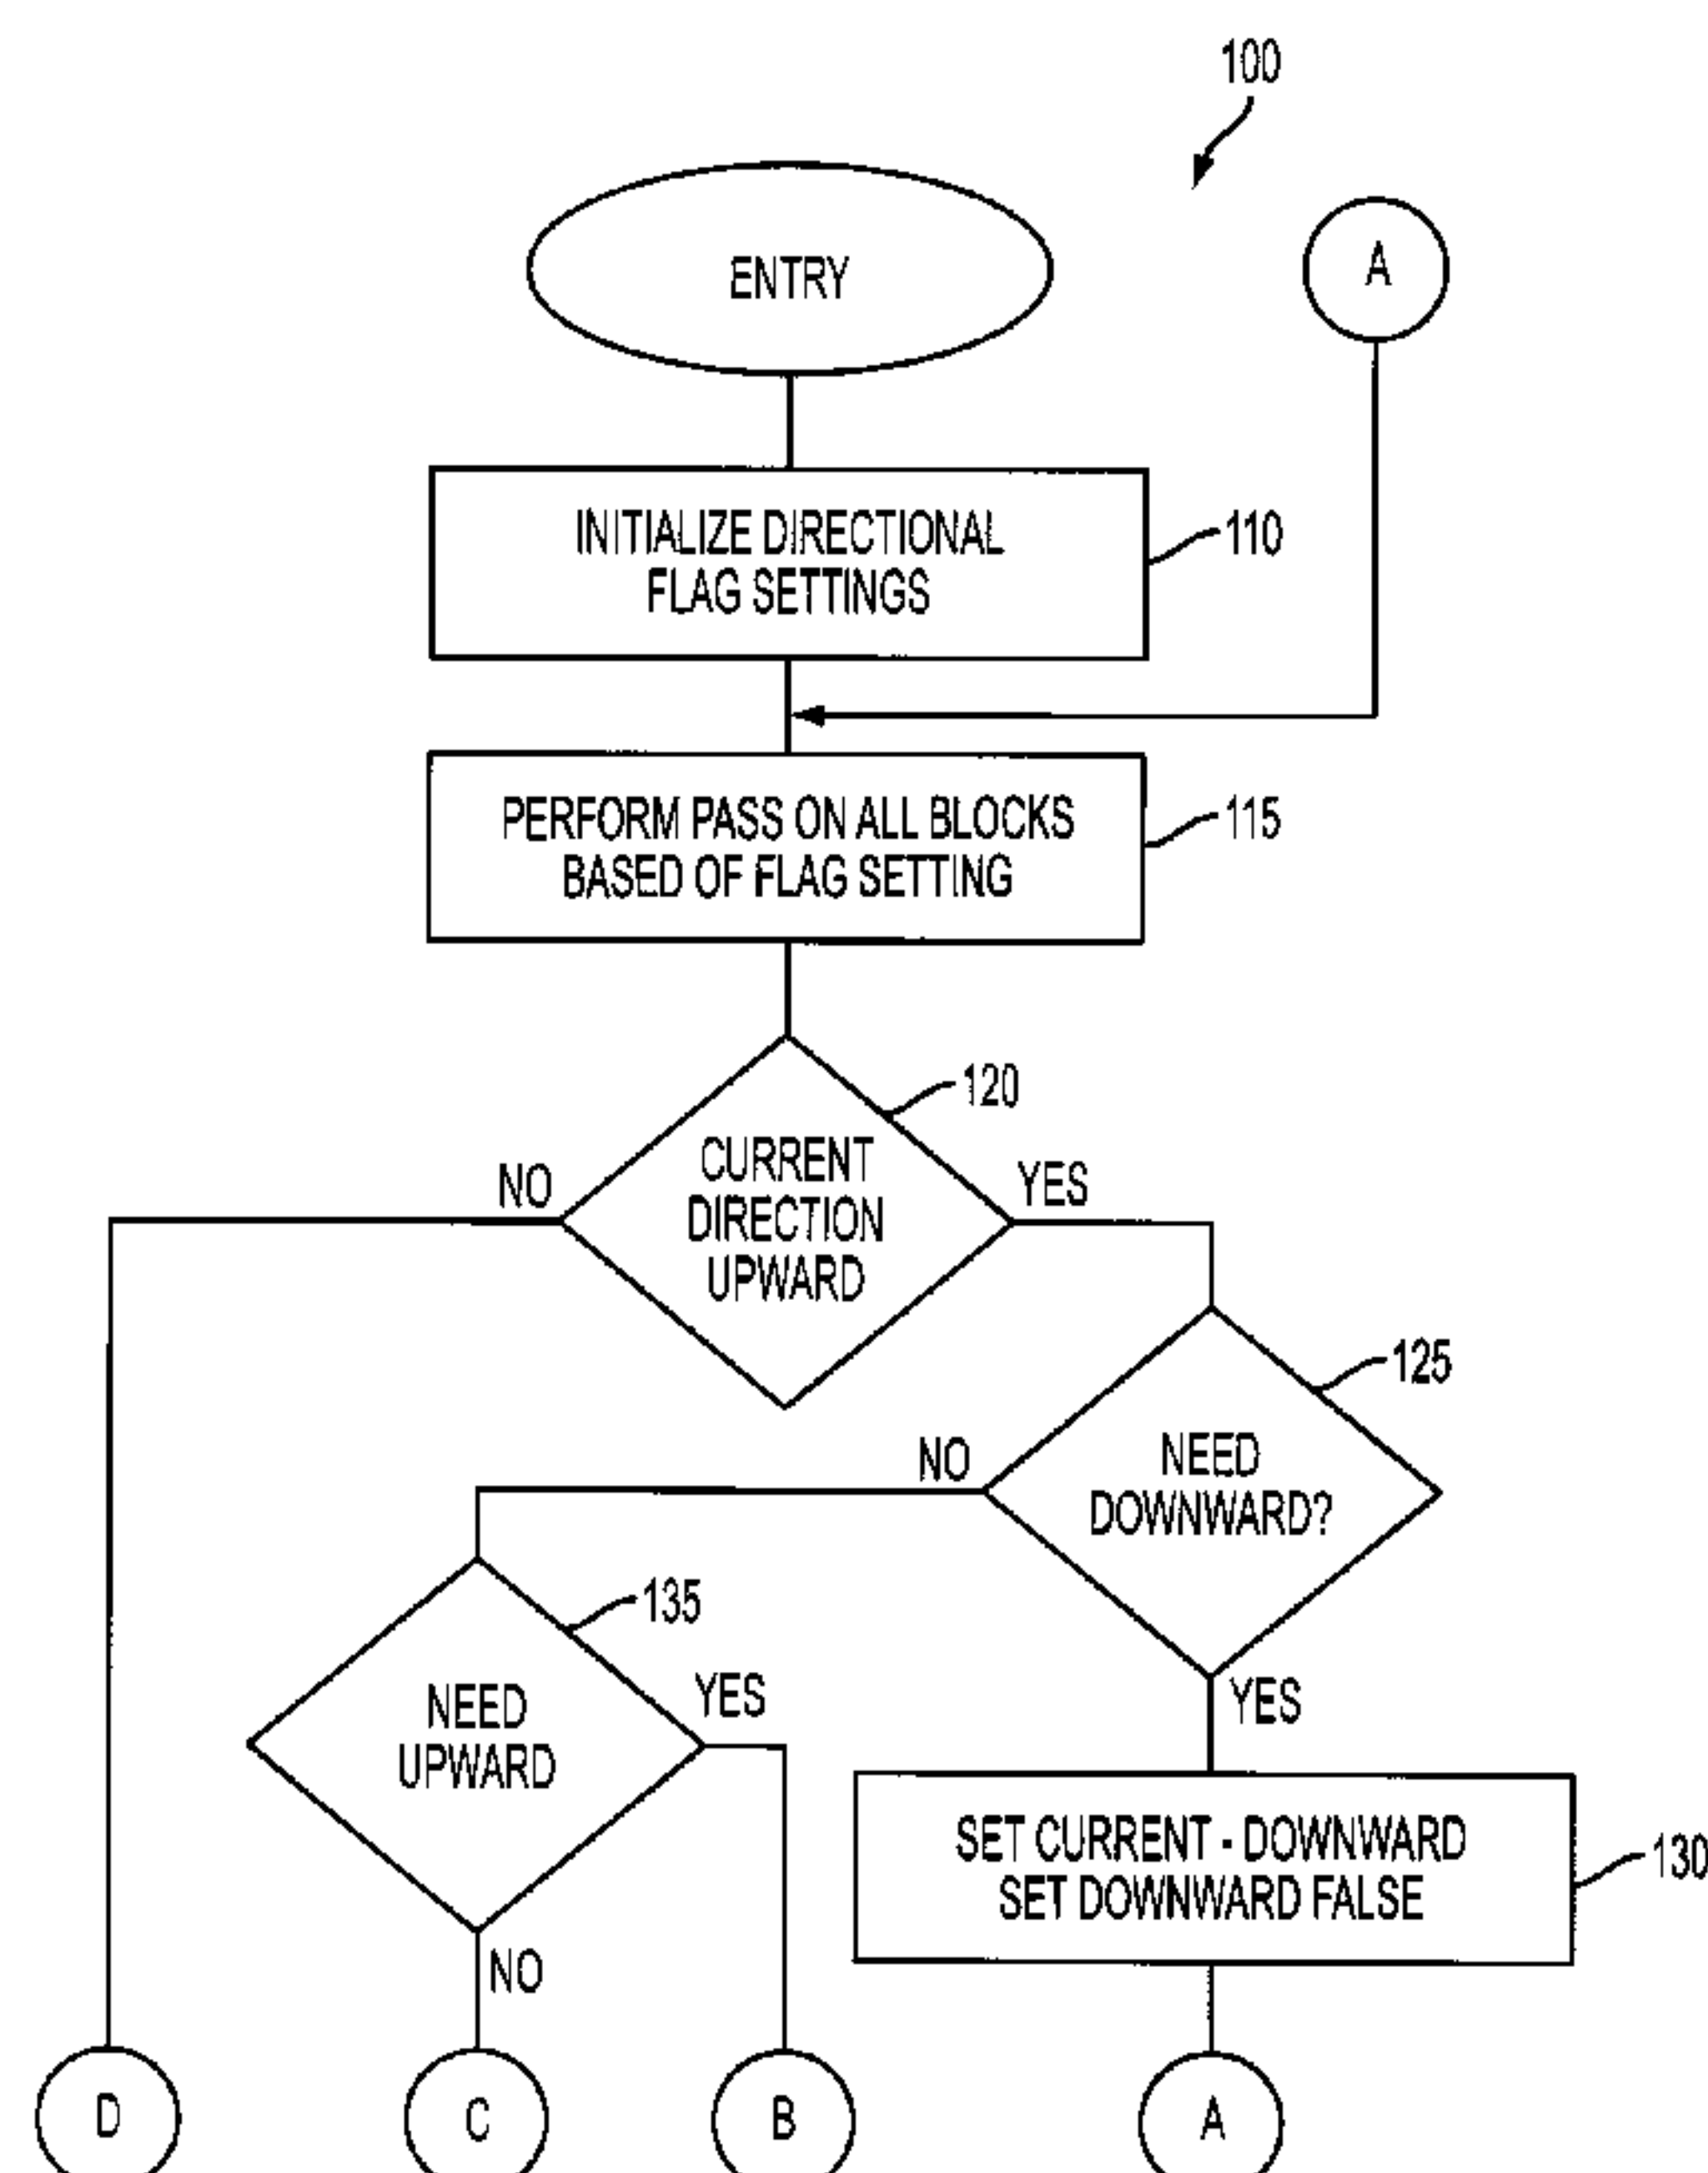 100
ENTRY
A
INITIALIZE DIRECTIONAL
FLAG SETTINGS
110
PERFORM PASS ON ALL BLOCKS
BASED OF FLAG SETTING
115
120
CURRENT
DIRECTION
UPWARD
NO
YES
125
NEED
DOWNWARD?
NO
YES
135
NEED
UPWARD
YES
NO
SET CURRENT - DOWNWARD
SET DOWNWARD FALSE
130
D
C
B
A